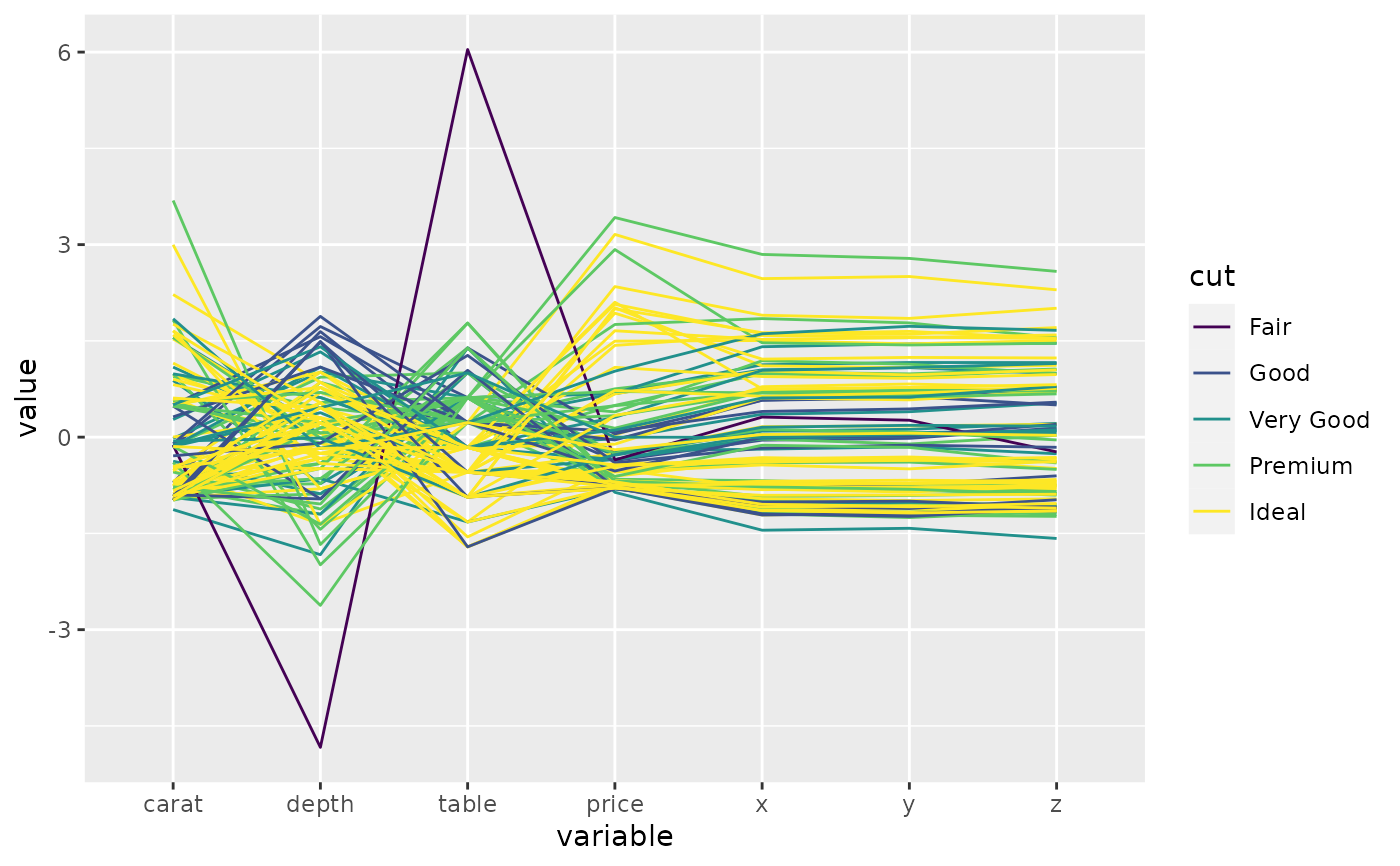 6
3
0
-3
value
carat depth table price x y z
variable
cut
Fair
Good
Very Good
Premium
Ideal